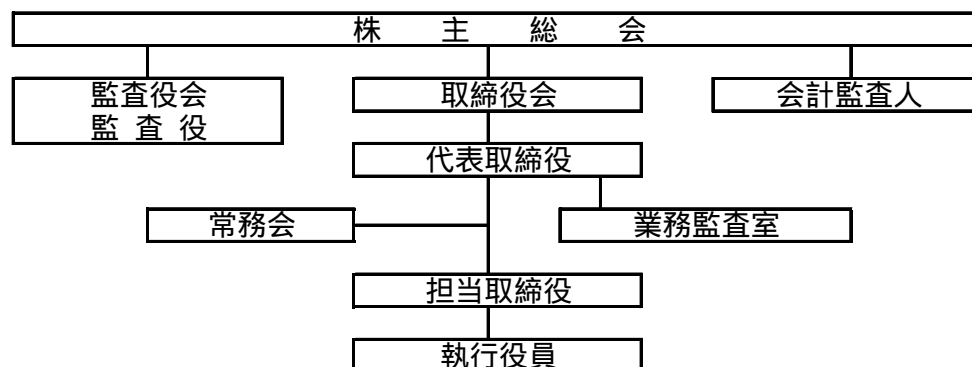 株主総会
監査役会
監査役
取締役会
会計監査人
代表取締役
常務会
業務監査室
担当取締役
執行役員